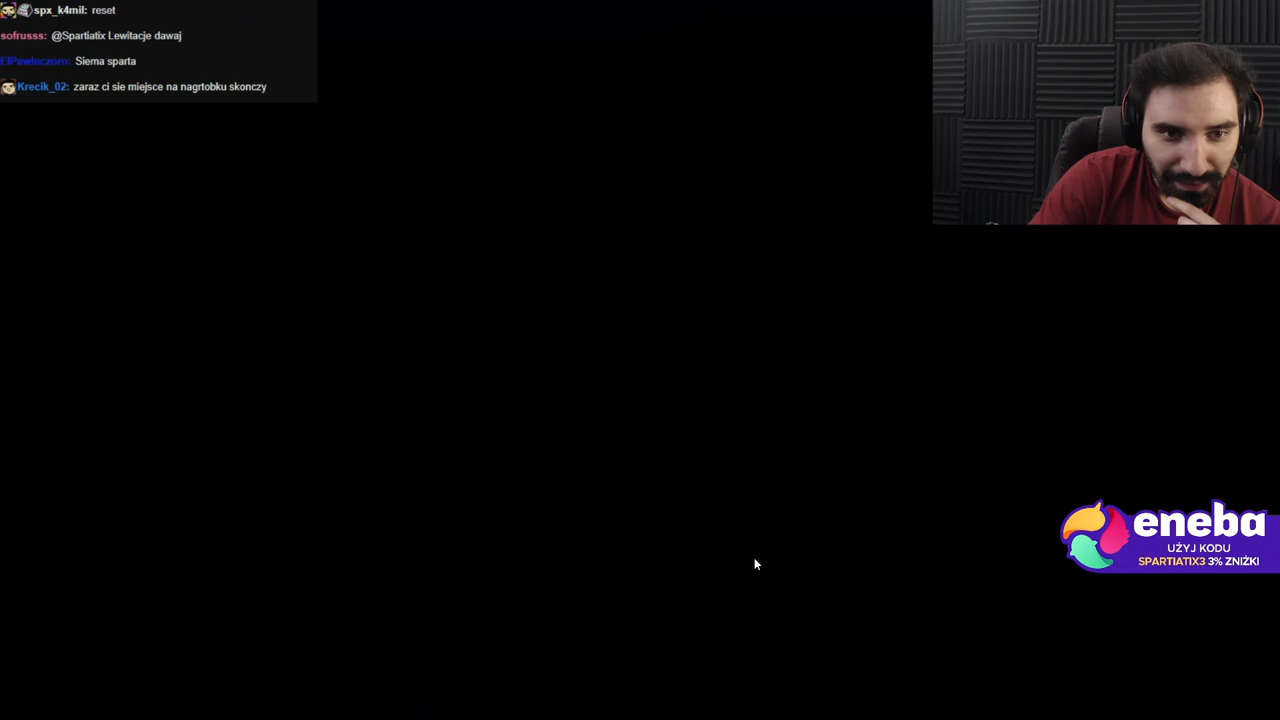 spx_k4mil: reset
sofrusss: @Spartiatix Lewitacje dawaj
ElPawluczoro: Siema sparta
Krecik_02: zaraz ci sie miejsce na nagrtobku skonczy
eneba
UŻYJ KODU
SPARTIATIX3 3% ZNIŻKI